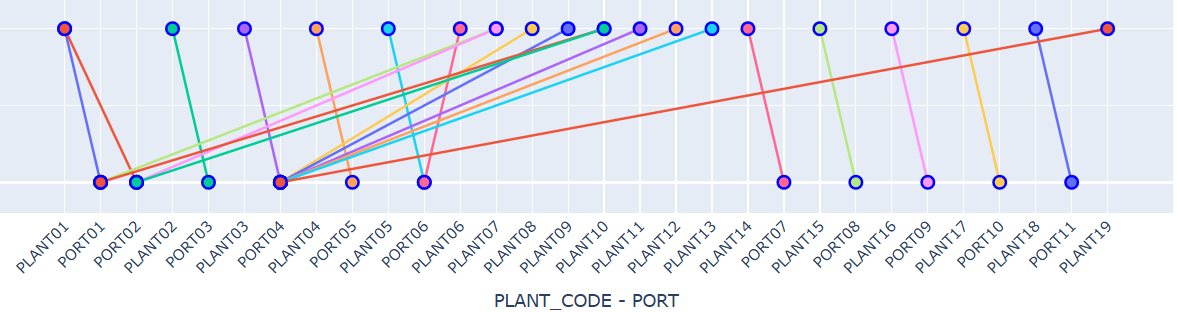 PLANT01
PORT01
PORT02
PLANT02
PORT03
PLANT03
PORT04
PLANT04
PORT05
PLANT05
PORT06
PLANT06
PLANT07
PLANT08
PLANT09
PLANT10
PLANT11
PLANT12
PLANT13
PLANT14
PORT07
PLANT15
PORT08
PLANT16
PORT09
PLANT17
PORT10
PLANT18
PORT11
PLANT19
PLANT_CODE - PORT